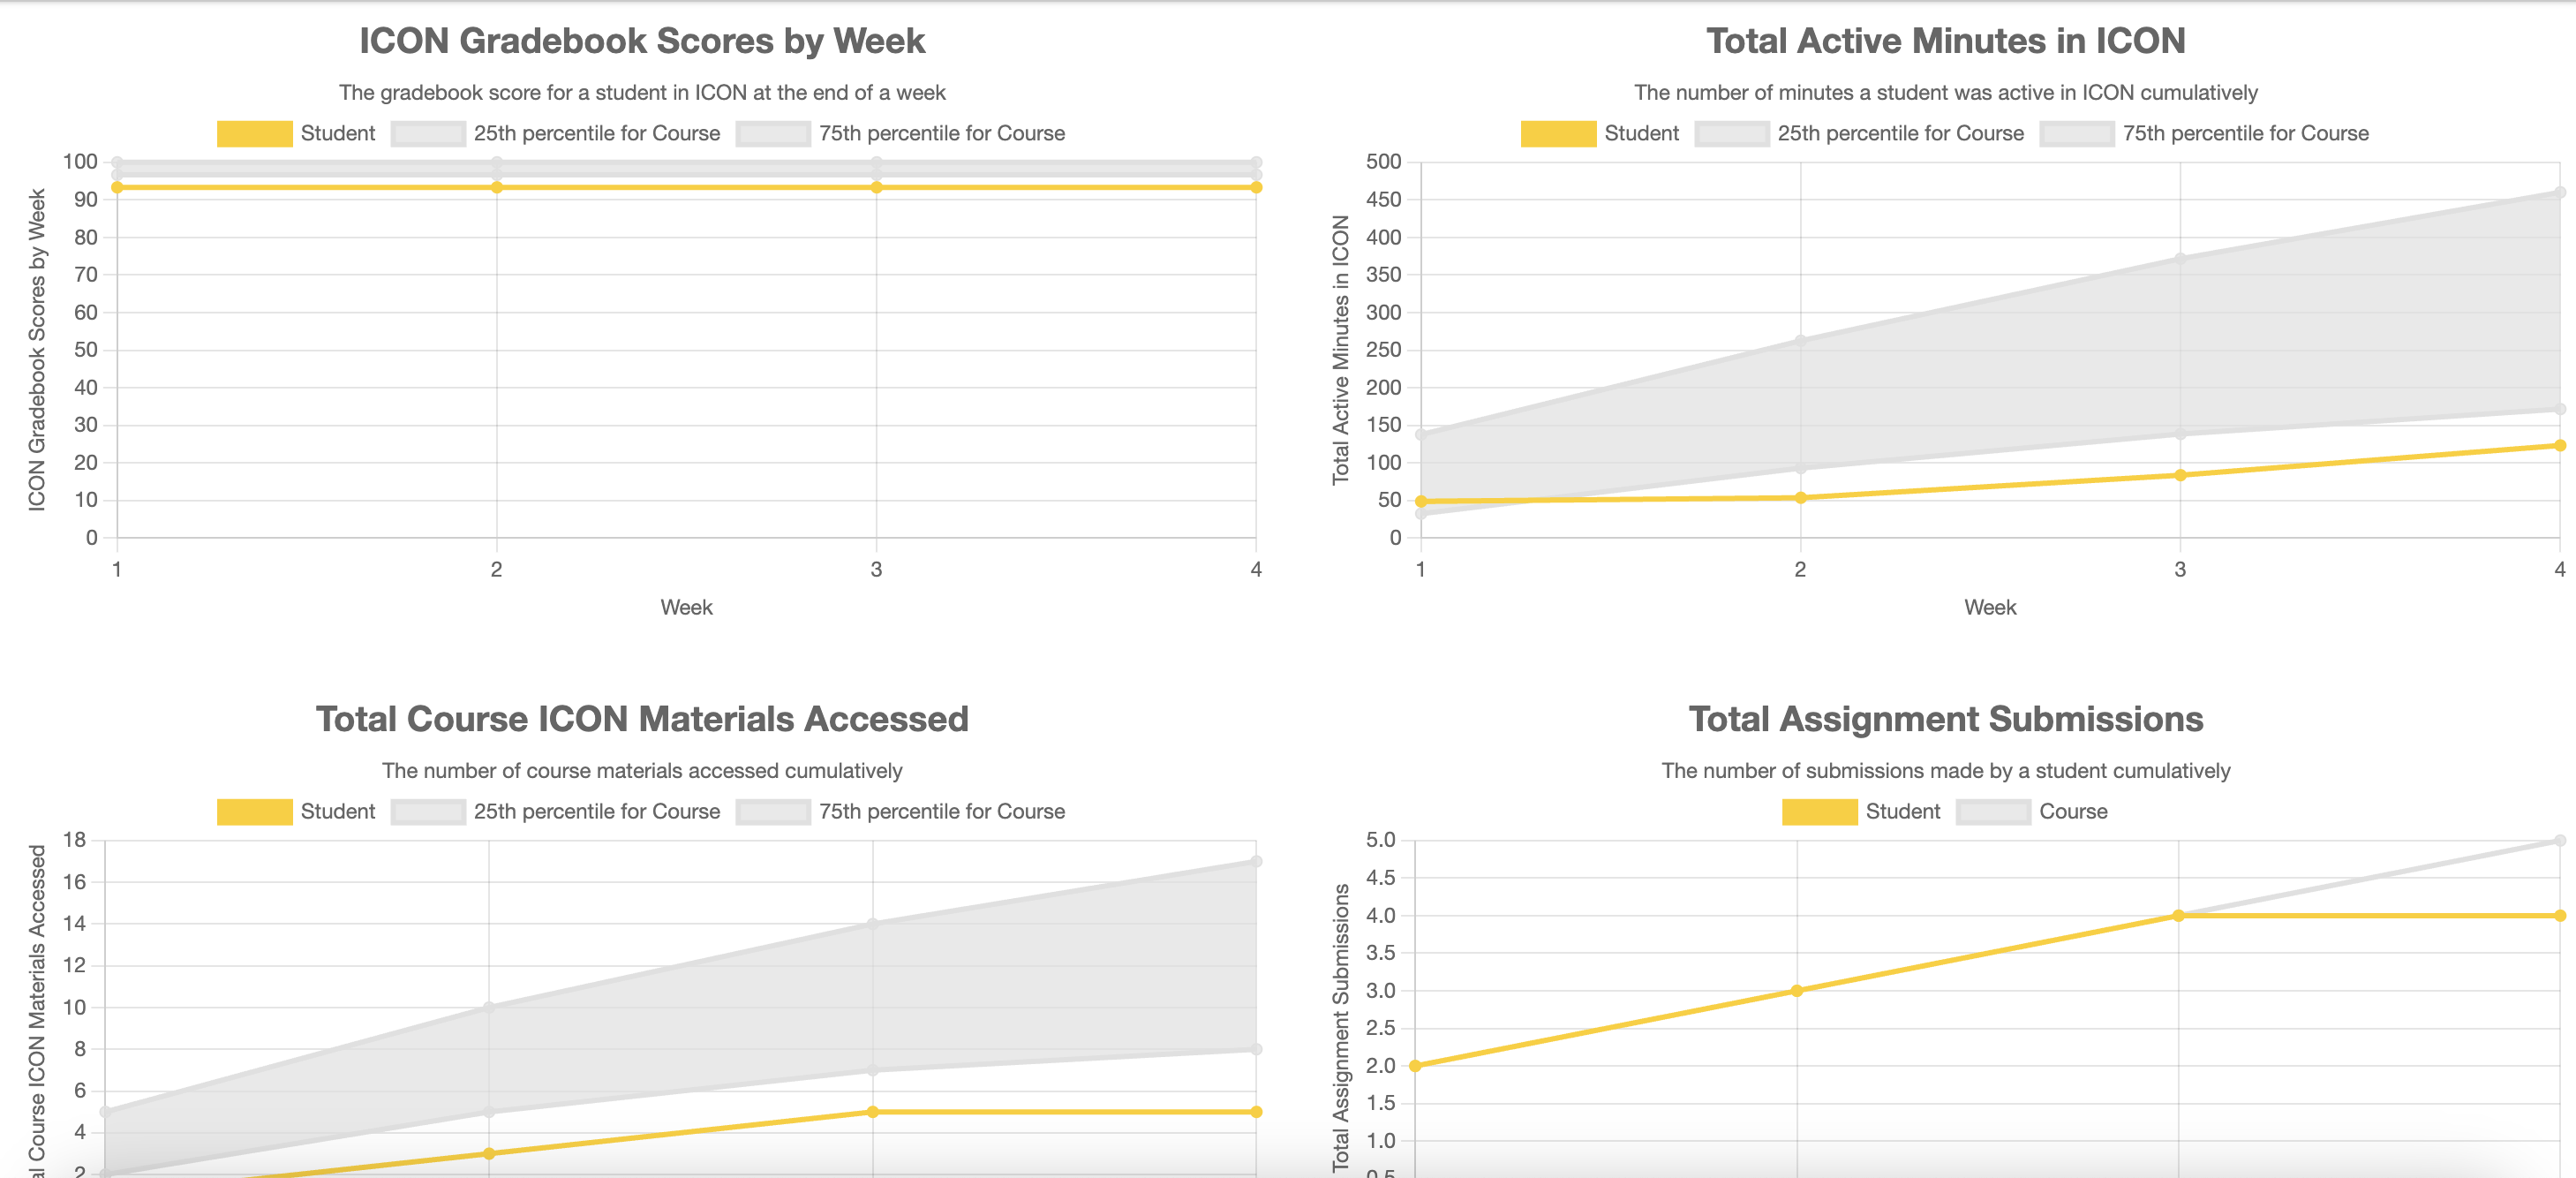 ICON Gradebook Scores by Week
The gradebook score for a student in ICON at the end of a week
Student 25th percentile for Course 75th percentile for Course
ICON Gradebook Scores by Week
100
90
80
70
60
50
40
30
20
10
0
1 2 3 4
Week
Total Active Minutes in ICON
The number of minutes a student was active in ICON cumulatively
Student 25th percentile for Course 75th percentile for Course
Total Active Minutes in ICON
500
450
400
350
300
250
200
150
100
50
0
1 2 3 4
Week
Total Course ICON Materials Accessed
The number of course materials accessed cumulatively
Student 25th percentile for Course 75th percentile for Course
al Course ICON Materials Accessed
18
16
14
12
10
8
6
4
2
Total Assignment Submissions
The number of submissions made by a student cumulatively
Student Course
Total Assignment Submissions
5.0
4.5
4.0
3.5
3.0
2.5
2.0
1.5
1.0
0.5